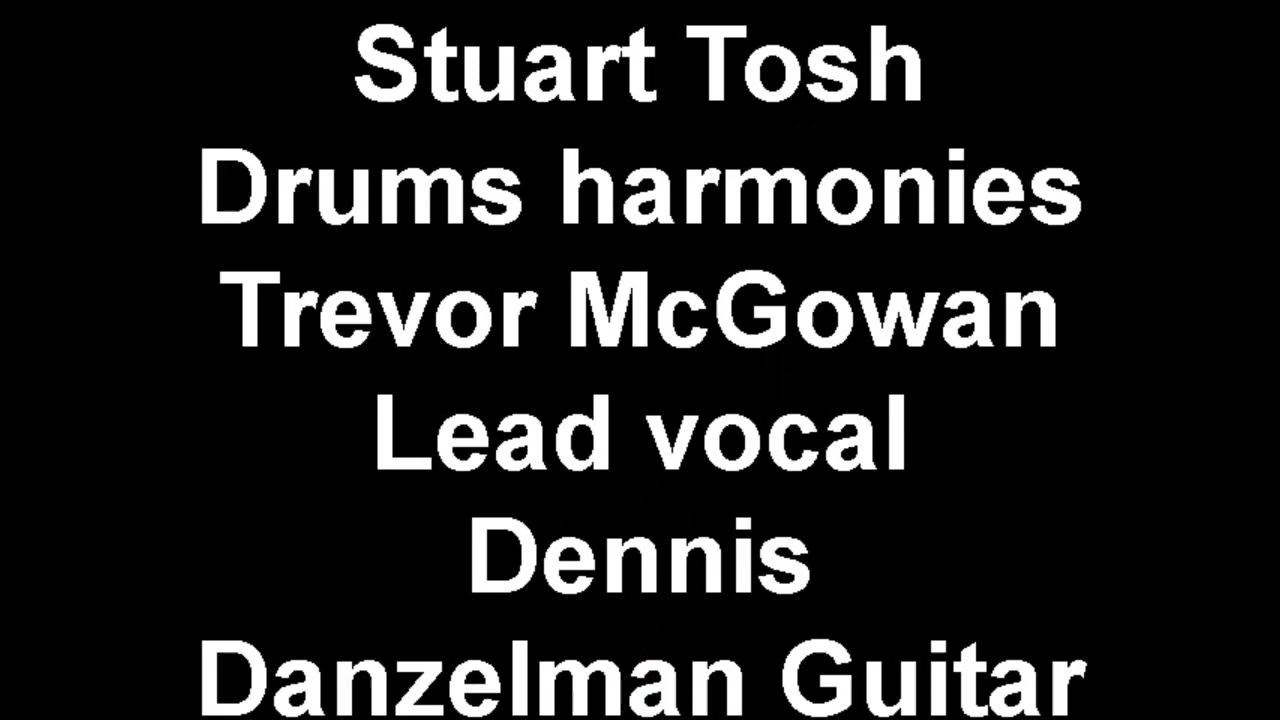 Stuart Tosh
Drums harmonies
Trevor McGowan
Lead vocal
Dennis
Danzelman Guitar